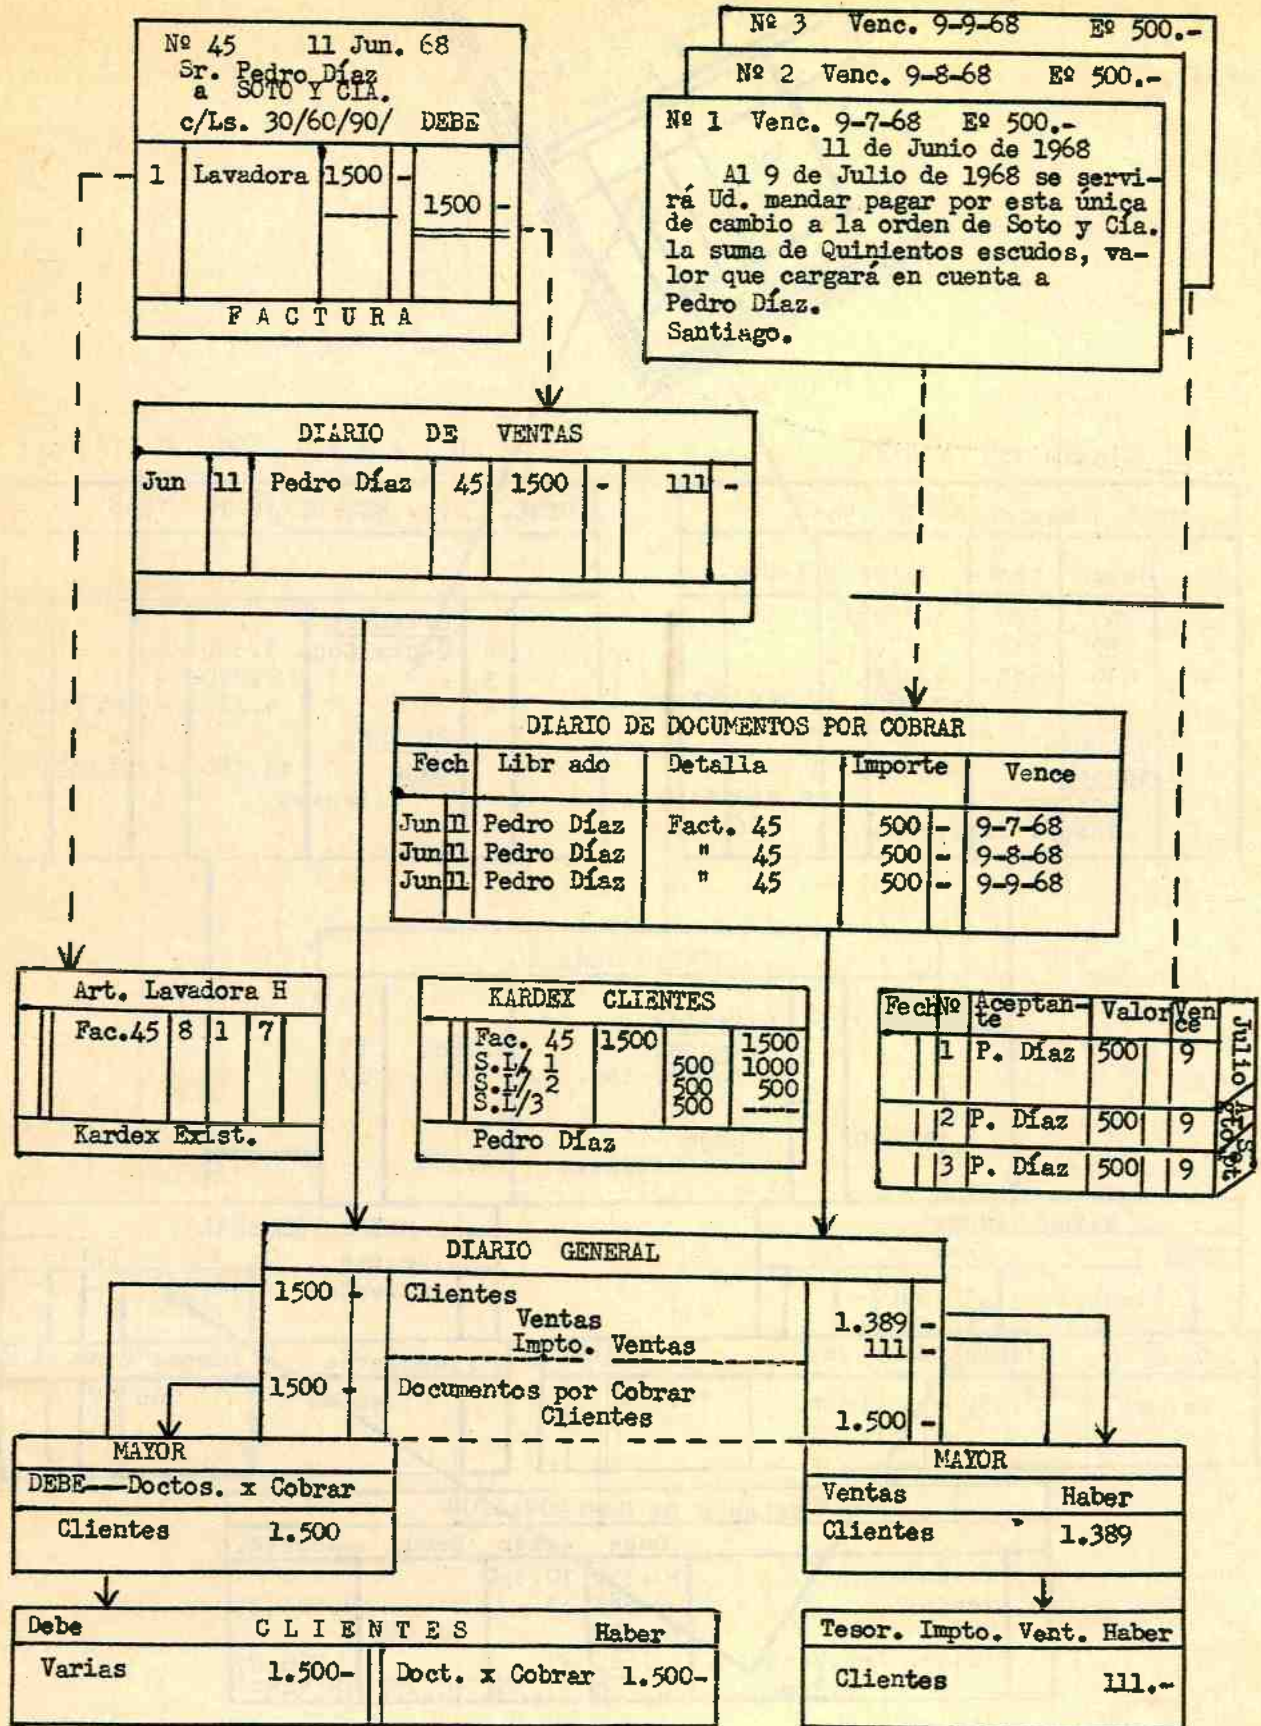 Nº 45 11 Jun. 68
Sr. Pedro Díaz
a SOTO Y CIA.
c/Ls. 30/60/90/ DEBE
1 Lavadora 1500 -
1500 -
F A C T U R A
Nº 3 Venc. 9-9-68 Eº 500.-
Nº 2 Venc. 9-8-68 Eº 500.-
Nº 1 Venc. 9-7-68 Eº 500.-
11 de Junio de 1968
Al 9 de Julio de 1968 se servi-
rá Ud. mandar pagar por esta única
de cambio a la orden de Soto y Cía.
la suma de Quinientos escudos, va-
lor que cargará en cuenta a
Pedro Díaz.
Santiago.
DIARIO DE VENTAS
Jun 11 Pedro Díaz 45 1500 - 111 -
DIARIO DE DOCUMENTOS POR COBRAR
Fech Libr ado Detalla Importe Vence
Jun 11 Pedro Díaz Fact. 45 500 - 9-7-68
Jun 11 Pedro Díaz " 45 500 - 9-8-68
Jun 11 Pedro Díaz " 45 500 - 9-9-68
Art. Lavadora H
Fac.45 8 1 7
Kardex Exist.
KARDEX CLIENTES
Fac. 45 1500 1500
S.L/ 1 500 1000
S.L/ 2 500 500
S.L/3 500 ----
Pedro Díaz
Fech Nº Aceptan-te Valor Ven ce
1 P. Díaz 500 9
2 P. Díaz 500 9
3 P. Díaz 500 9
Julio
DIARIO GENERAL
1500 - Clientes
Ventas 1.389 -
Impto. Ventas 111 -
1500 - Documentos por Cobrar
Clientes 1.500 -
MAYOR
DEBE--Doctos. x Cobrar
Clientes 1.500
MAYOR
Ventas Haber
Clientes 1.389
Debe C L I E N T E S Haber
Varias 1.500- Doct. x Cobrar 1.500-
Tesor. Impto. Vent. Haber
Clientes 111.-